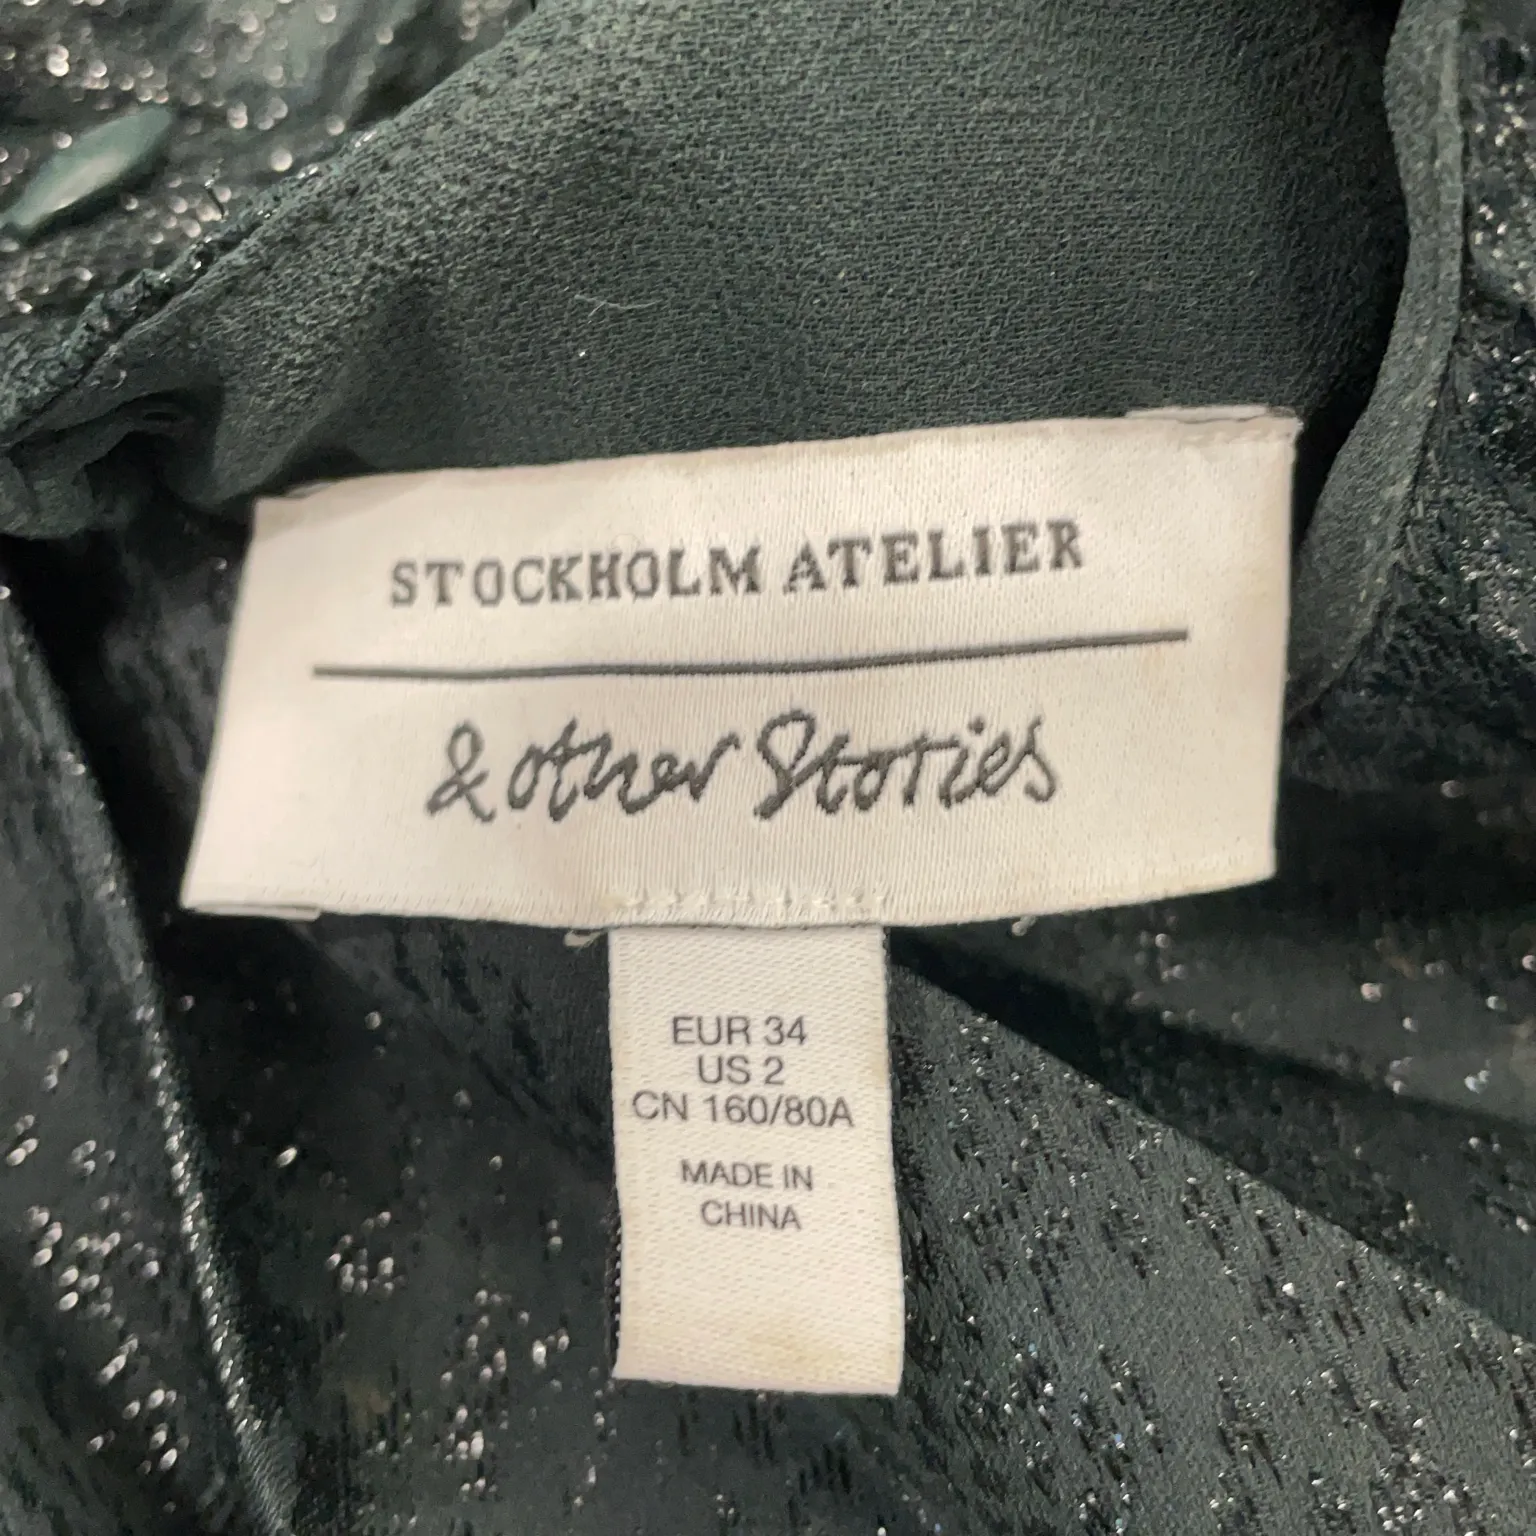 STOCKHOLM ATELIER
& other Stories
EUR 34
US 2
CN 160/80A
MADE IN
CHINA